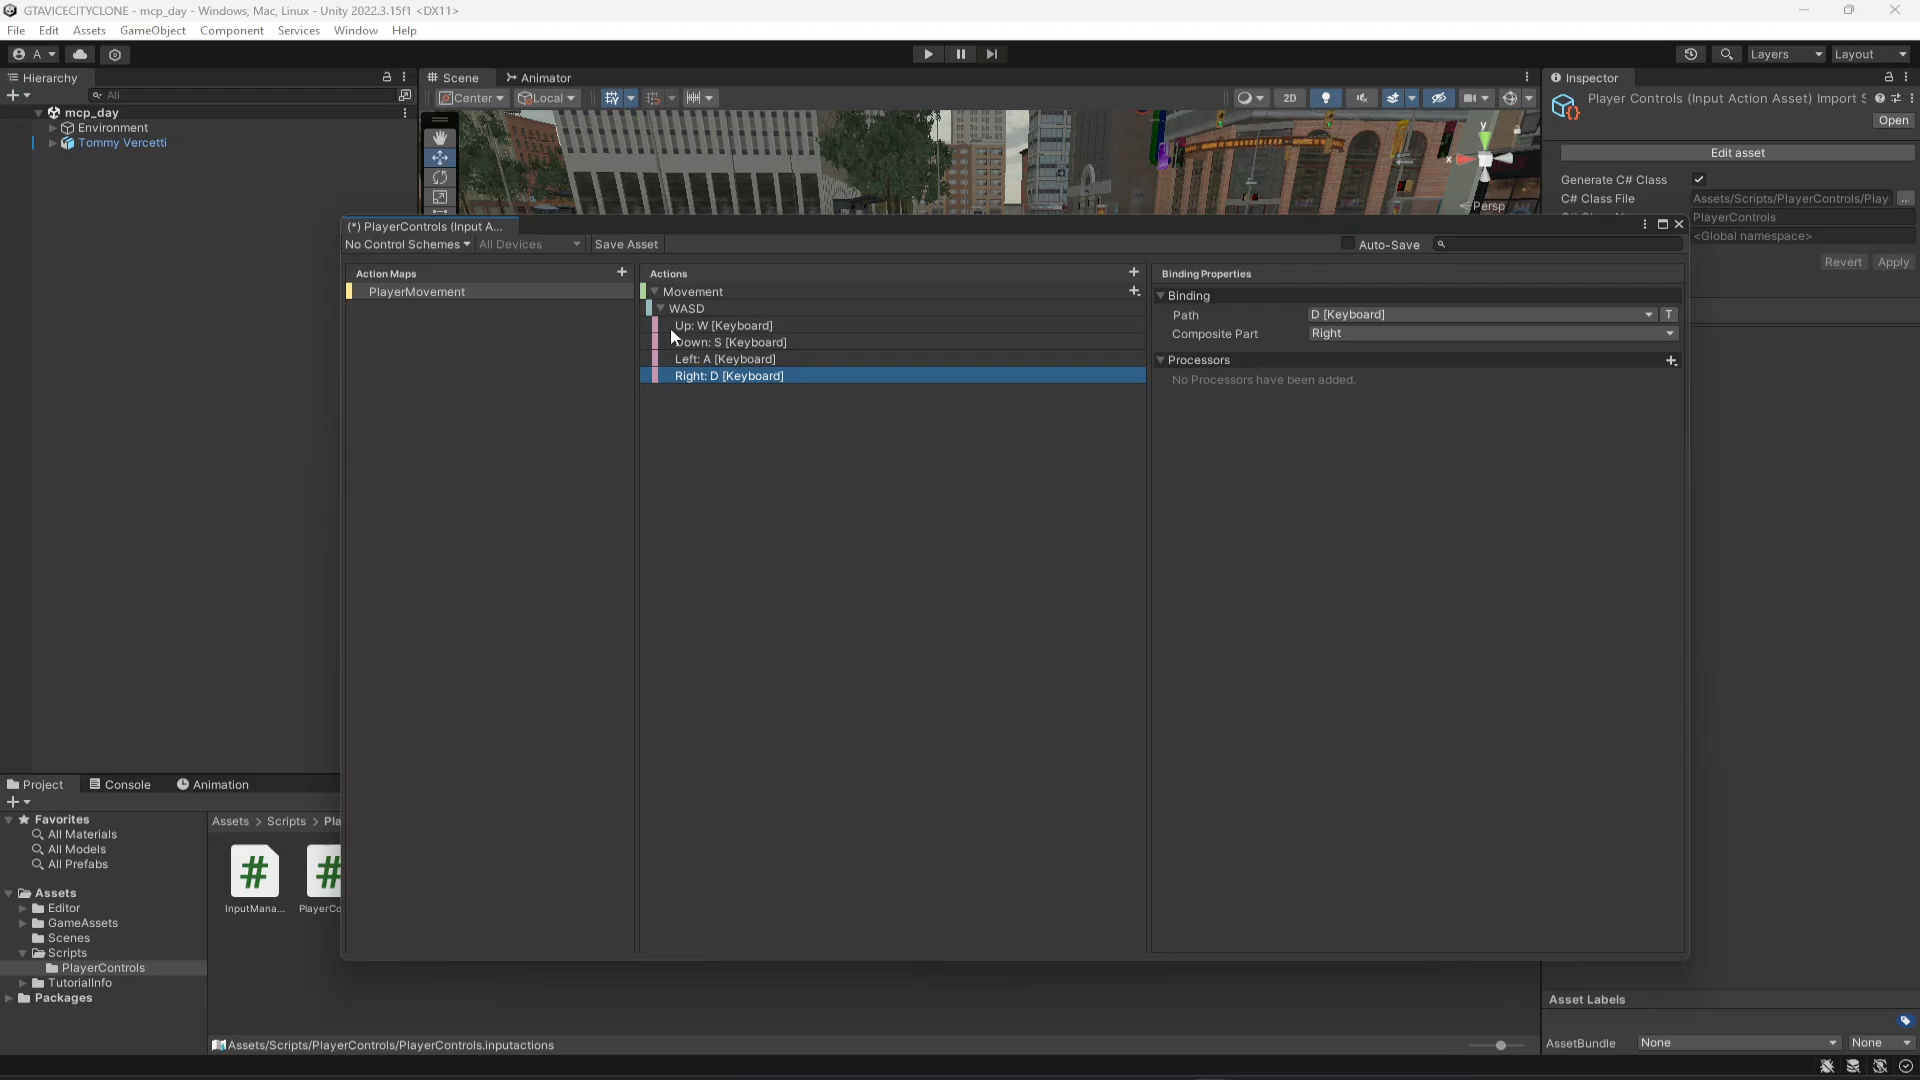 GTAVICECITYCLONE - mcp_day - Windows, Mac, Linux - Unity 2022.3.15f1 <DX11>
File Edit Assets GameObject Component Services Window Help
A Layers Layout
Hierarchy Scene Animator Inspector
All Center Local 2D Player Controls (Input Action Asset) Import S
mcp_day Open
Environment
Tommy Vercetti
y
x
Persp
Edit asset
Generate C# Class
C# Class File Assets/Scripts/PlayerControls/Play ...
PlayerControls
<Global namespace>
Revert Apply
(*) PlayerControls (Input A...
No Control Schemes All Devices Save Asset Auto-Save
Action Maps Actions Binding Properties
PlayerMovement Movement Binding
WASD
Up: W [Keyboard] Path D [Keyboard] T
Down: S [Keyboard] Composite Part Right
Left: A [Keyboard] Processors
Right: D [Keyboard] No Processors have been added.
Project Console Animation
Favorites
All Materials
All Models
All Prefabs
Assets
Editor
GameAssets
Scenes
Scripts
PlayerControls
TutorialInfo
Packages
Assets > Scripts > Pla
# #
InputMana... PlayerCo
Assets/Scripts/PlayerControls/PlayerControls.inputactions
Asset Labels
AssetBundle None None